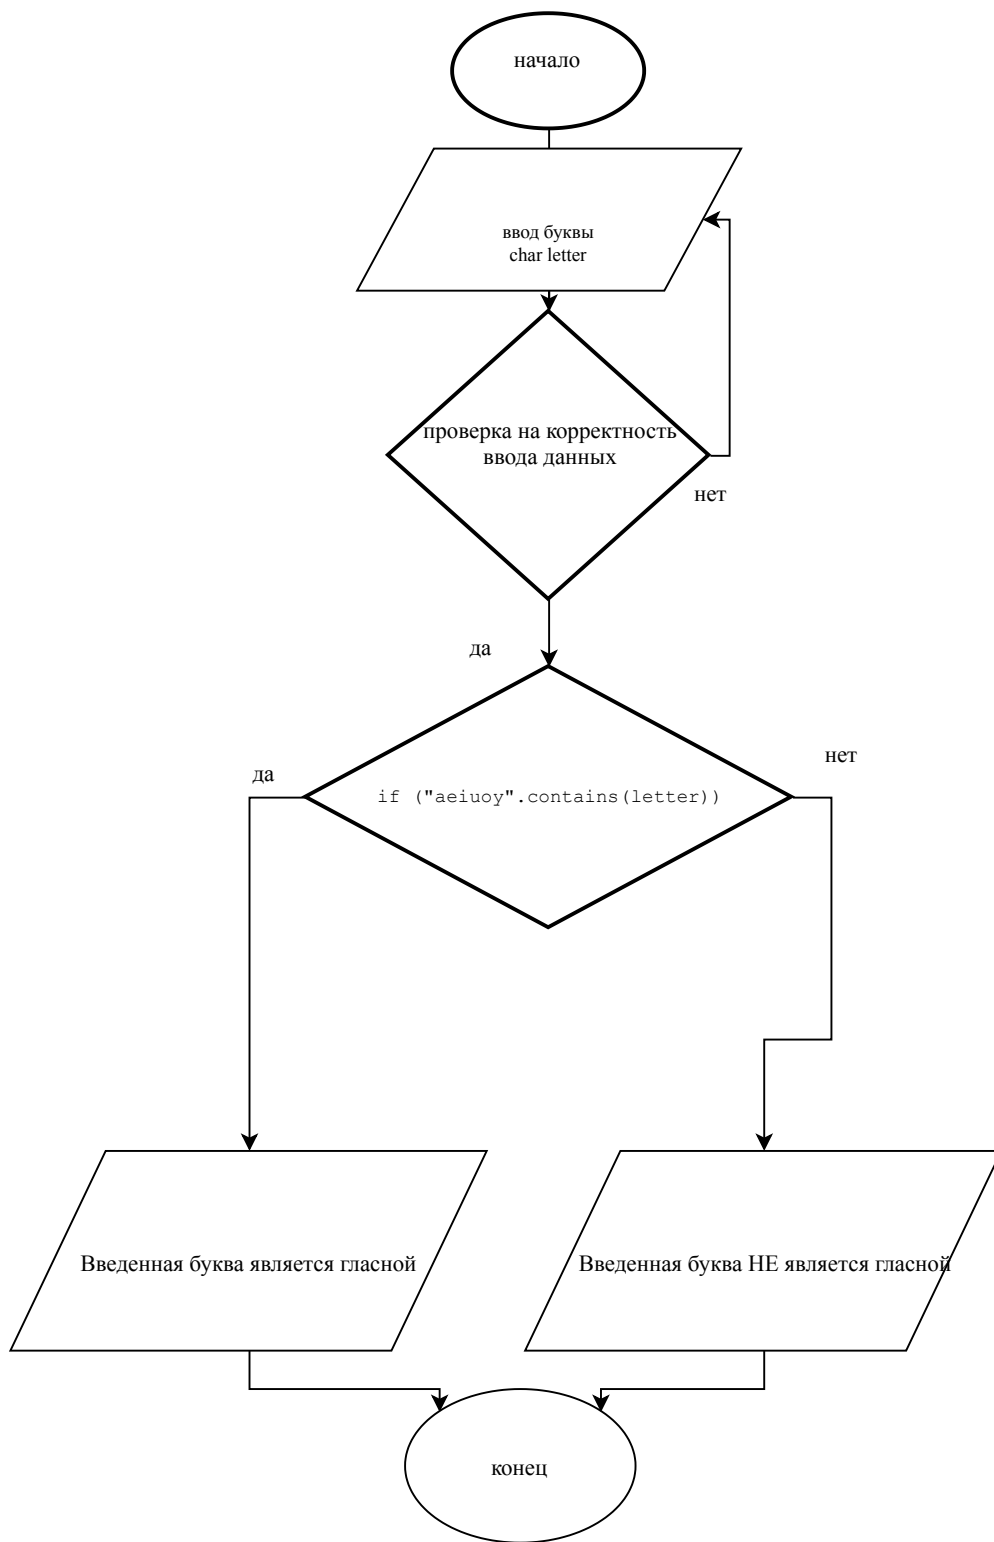 начало
ввод буквы
char letter
проверка на корректность
ввода данных
нет
да
да
нет
if ("aeiuoy".contains(letter))
Введенная буква является гласной
Введенная буква НЕ является гласной
конец